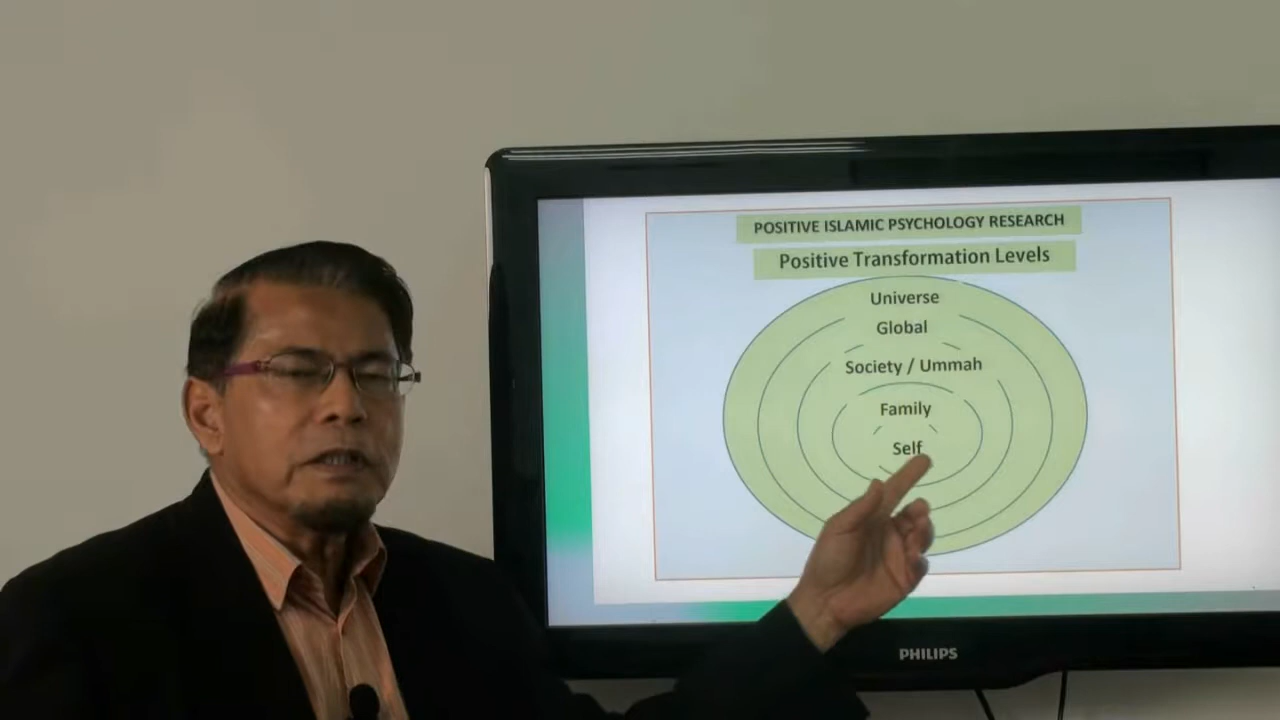 POSITIVE ISLAMIC PSYCHOLOGY RESEARCH
Positive Transformation Levels
Universe
Global
Society / Ummah
Family
Self
PHILIPS